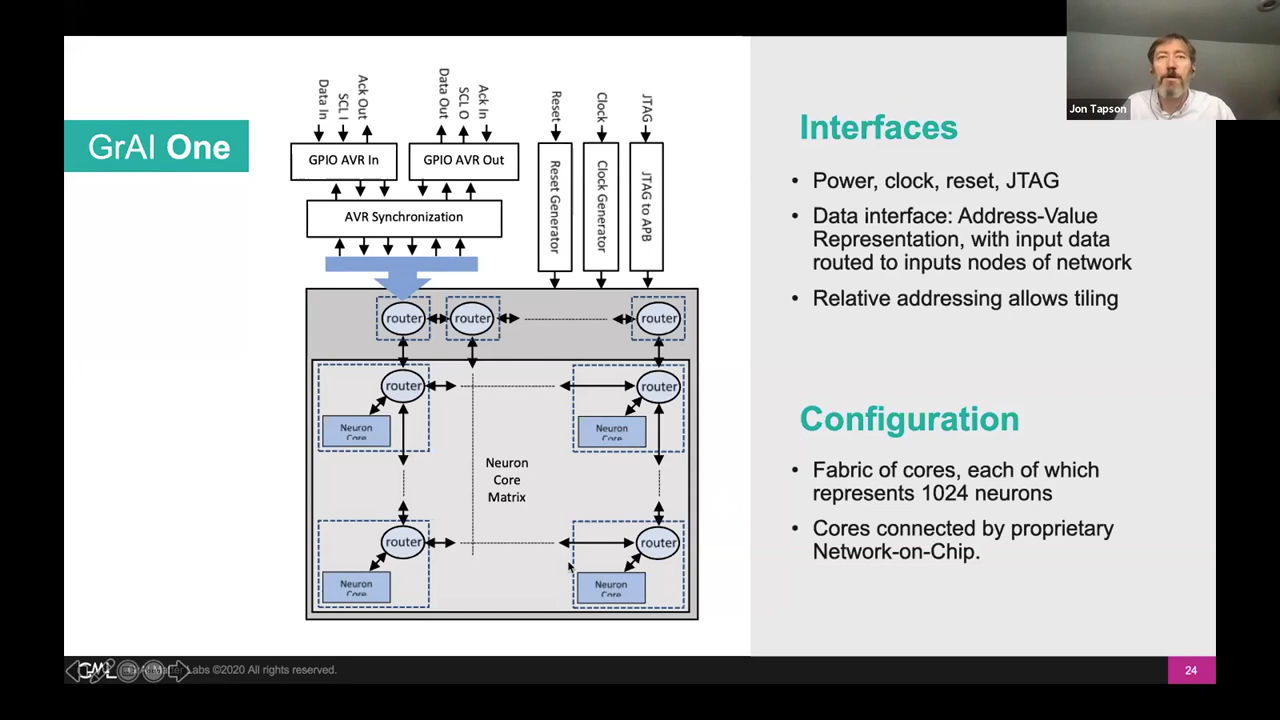 Jon Tapson
GrAI One
Data In
SCL I
Ack Out
Data Out
SCL O
Ack In
Reset
Clock
JTAG
GPIO AVR In
GPIO AVR Out
AVR Synchronization
Reset Generator
Clock Generator
JTAG to APB
router
router
router
router
router
Neuron
Core
Neuron
Core
Neuron
Core
Matrix
router
router
Neuron
Core
Neuron
Core
Interfaces
• Power, clock, reset, JTAG
• Data interface: Address-Value
Representation, with input data
routed to inputs nodes of network
• Relative addressing allows tiling
Configuration
• Fabric of cores, each of which
represents 1024 neurons
• Cores connected by proprietary
Network-on-Chip.
Labs ©2020 All rights reserved.
24